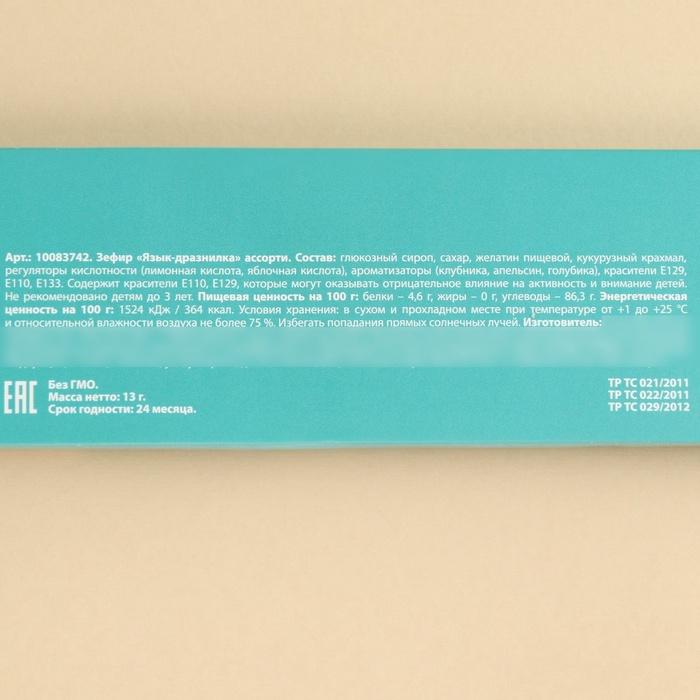 Арт.: 10083742. Зефир «Язык-дразнилка» ассорти. Состав: глюкозный сироп, сахар, желатин пищевой, кукурузный крахмал,
регуляторы кислотности (лимонная кислота, яблочная кислота), ароматизаторы (клубника, апельсин, голубика), красители Е129,
Е110, Е133. Содержит красители Е110, Е129, которые могут оказывать отрицательное влияние на активность и внимание детей.
Не рекомендовано детям до 3 лет. Пищевая ценность на 100 г: белки – 4,6 г, жиры – 0 г, углеводы – 86,3 г. Энергетическая
ценность на 100 г: 1524 кДж / 364 ккал. Условия хранения: в сухом и прохладном месте при температуре от +1 до +25 °С
и относительной влажности воздуха не более 75 %. Избегать попадания прямых солнечных лучей. Изготовитель:
EAC
Без ГМО.
Масса нетто: 13 г.
Срок годности: 24 месяца.
ТР ТС 021/2011
ТР ТС 022/2011
ТР ТС 029/2012